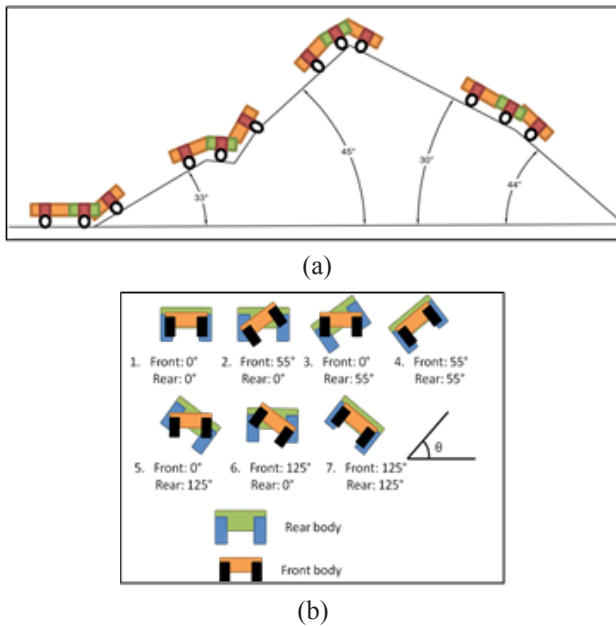 33°
45°
30°
44°
(a)
1. Front: 0°
Rear: 0°
2. Front: 55°
Rear: 0°
3. Front: 0°
Rear: 55°
4. Front: 55°
Rear: 55°
5. Front: 0°
Rear: 125°
6. Front: 125°
Rear: 0°
7. Front: 125°
Rear: 125°
θ
Rear body
Front body
(b)